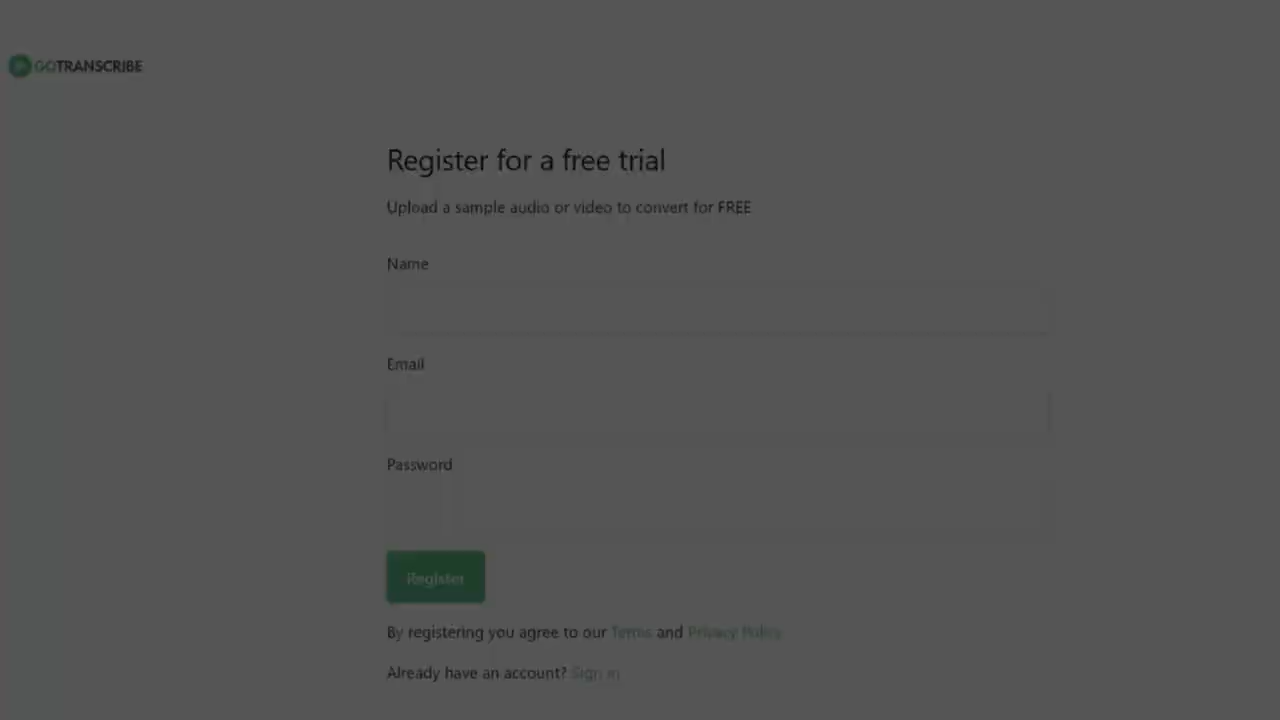 GOTRANSCRIBE
Register for a free trial
Upload a sample audio or video to convert for FREE
Name
Email
Password
Register
By registering you agree to our Terms and Privacy Policy
Already have an account? Sign in